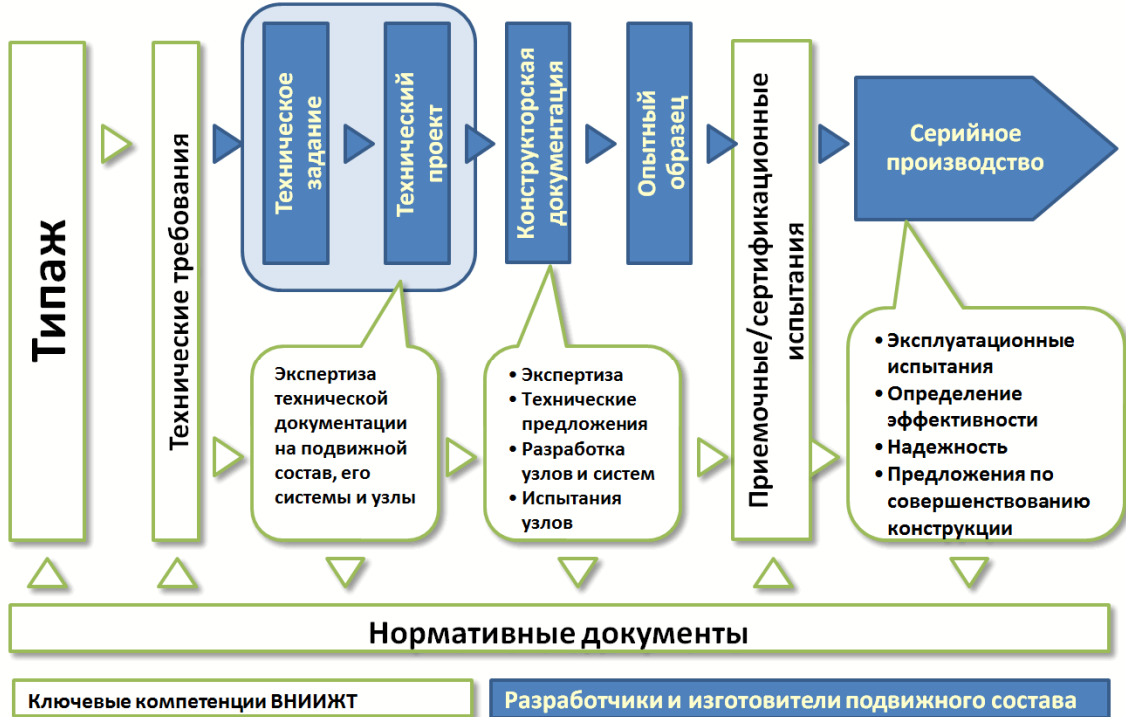 Типаж
Технические требования
Техническое
задание
Технический
проект
Конструкторская
документация
Опытный
образец
Приемочные/сертификационные
испытания
Серийное
производство
Экспертиза
технической
документации
на подвижной
состав, его
системы и узлы
• Экспертиза
• Технические
предложения
• Разработка
узлов и систем
• Испытания
узлов
• Эксплуатационные
испытания
• Определение
эффективности
• Надежность
• Предложения по
совершенствованию
конструкции
Нормативные документы
Ключевые компетенции ВНИИЖТ
Разработчики и изготовители подвижного состава